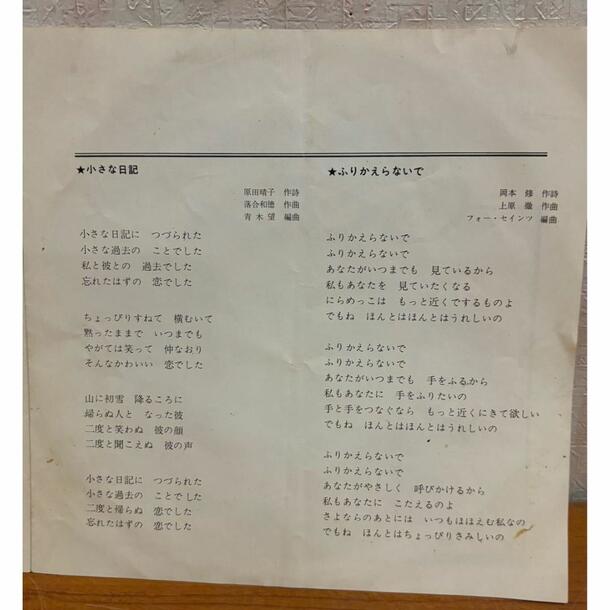 ★小さな日記
原田晴子 作詩
落合和徳 作曲
青木望 編曲
小さな日記に つづられた
小さな過去の ことでした
私と彼との 過去でした
忘れたはずの 恋でした
ちょっぴりすねて 横むいて
黙ったままで いつまでも
やがては笑って 仲なおり
そんなかわいい 恋でした
山に初雪 降るころに
帰らぬ人と なった彼
二度と笑わぬ 彼の顔
二度と聞こえぬ 彼の声
小さな日記に つづられた
小さな過去の ことでした
二度と帰らぬ 恋でした
忘れたはずの 恋でした
★ふりかえらないで
岡本 作詩
上原 徹 作曲
フォー・セインツ 編曲
ふりかえらないで
ふりかえらないで
あなたがいつまでも 見ているから
私もあなたを 見ていたくなる
にらめっこは もっと近くでするものよ
でもね ほんとはほんとはうれしいの
ふりかえらないで
ふりかえらないで
あなたがいつまでも 手をふるから
私もあなたに 手をふりたいの
手と手をつなぐなら もっと近くにきて欲しい
でもね ほんとはほんとはうれしいの
ふりかえらないで
ふりかえらないで
あなたがやさしく 呼びかけるから
私もあなたに こたえるのよ
さよならのあとには いつもほほえむ私なの
でもね ほんとはちょっぴりさみしいの